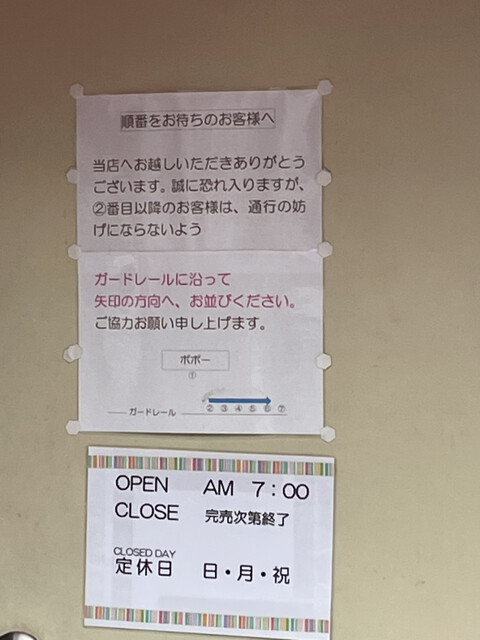 順番をお待ちのお客様へ
当店へお越しいただきありがとう
ございます。誠に恐れ入りますが、
②番目以降のお客様は、通行の妨
げにならないよう
ガードレールに沿って
矢印の方向へ、お並びください。
ご協力お願い申し上げます。
ポポー
①
②③④⑤⑥⑦
ガードレール
OPEN AM 7:00
CLOSE 完売次第終了
CLOSED DAY
定休日 日・月・祝